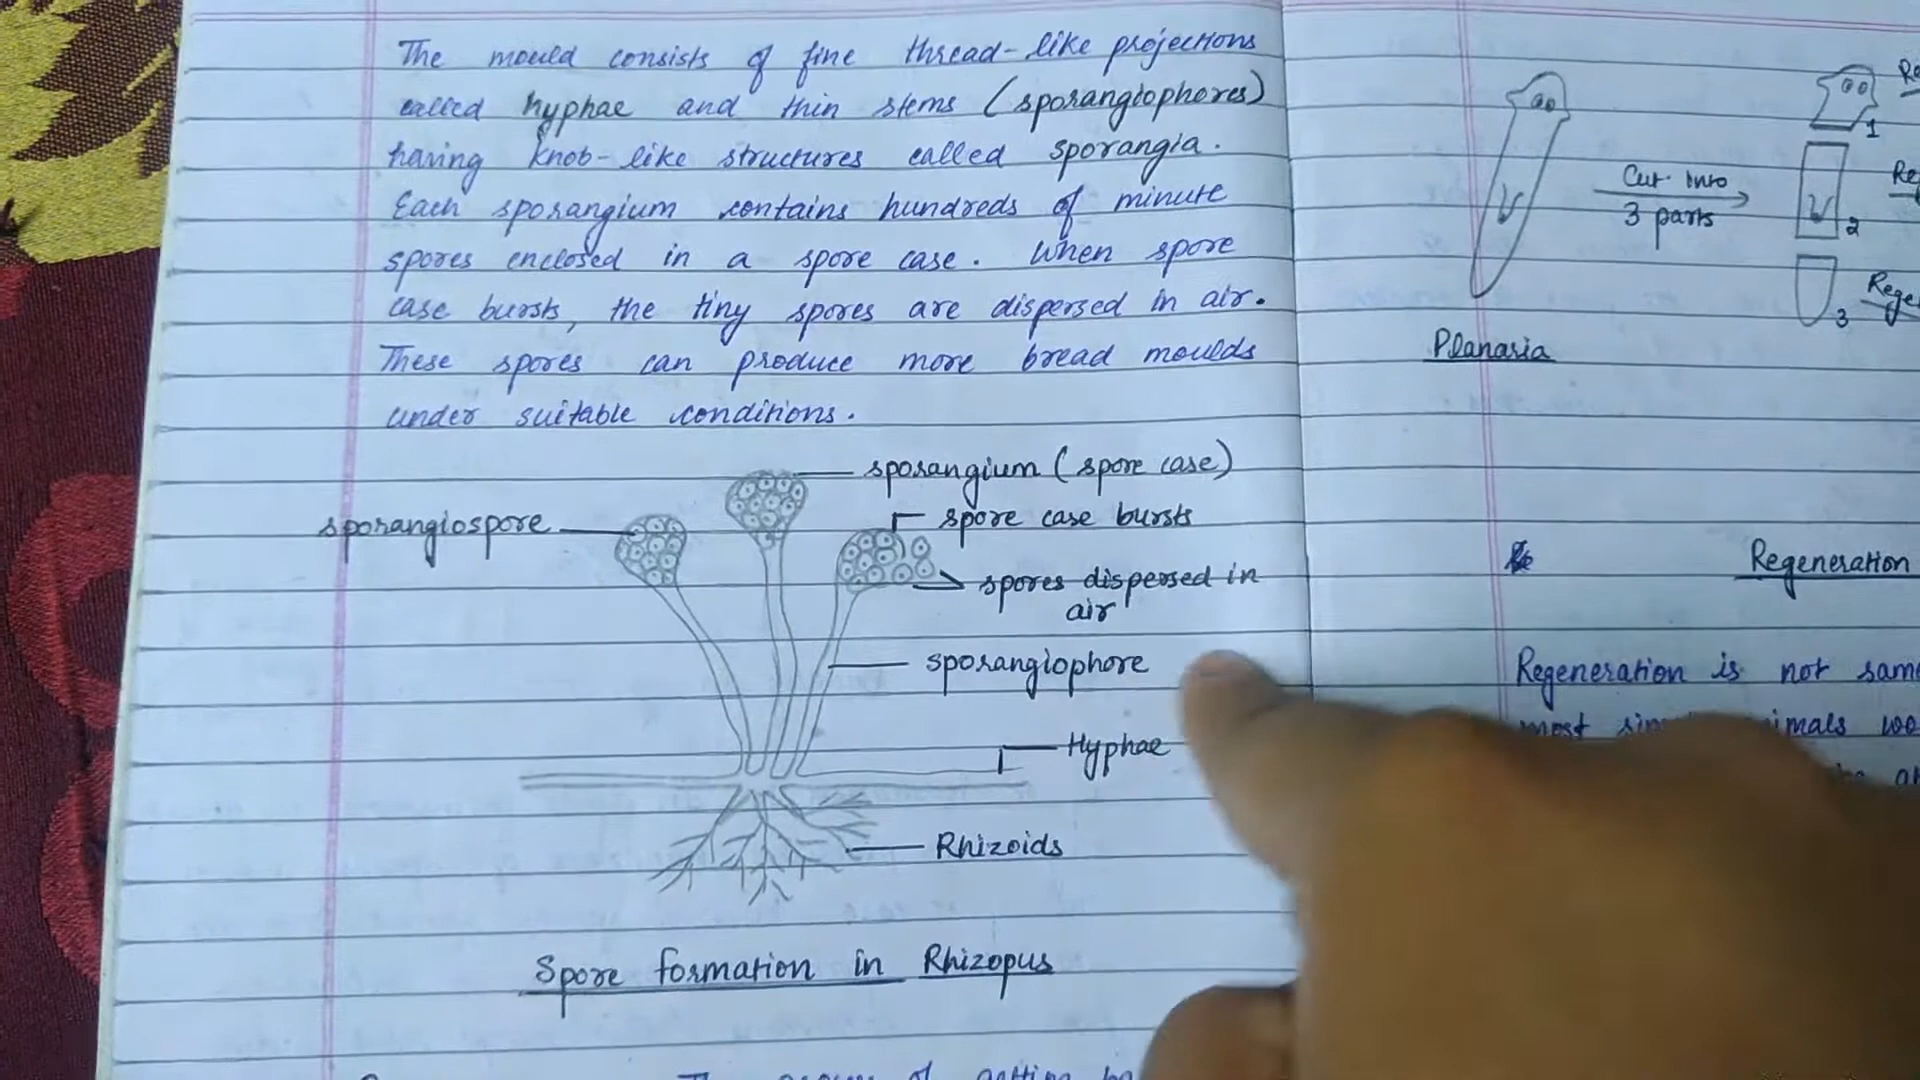 The mould consists of fine thread-like projections
called hyphae and thin stems (sporangiophores)
having knob-like structures called sporangia.
Each sporangium contains hundreds of minute
spores enclosed in a spore case. When spore
case bursts, the tiny spores are dispersed in air.
These spores can produce more bread moulds
under suitable conditions.
sporangium (spore case)
sporangiospore
spore case bursts
spores dispersed in
air
sporangiophore
Hyphae
Rhizoids
Spore formation in Rhizopus
Cut into
3 parts
1
2
3
Planaria
Regeneration
Regeneration is not
most